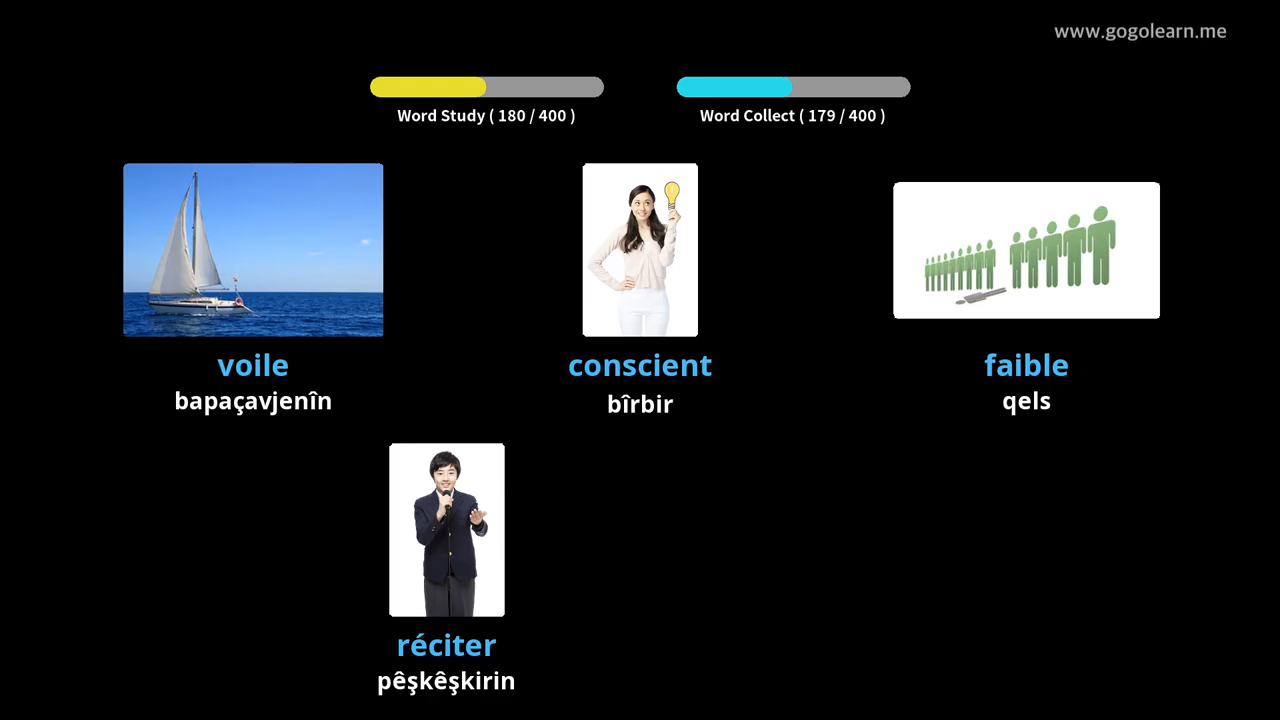 www.gogolearn.me
Word Study ( 180 / 400 )
Word Collect ( 179 / 400 )
voile
bapaçavjenîn
conscient
bîrbir
faible
qels
réciter
pêşkêşkirin